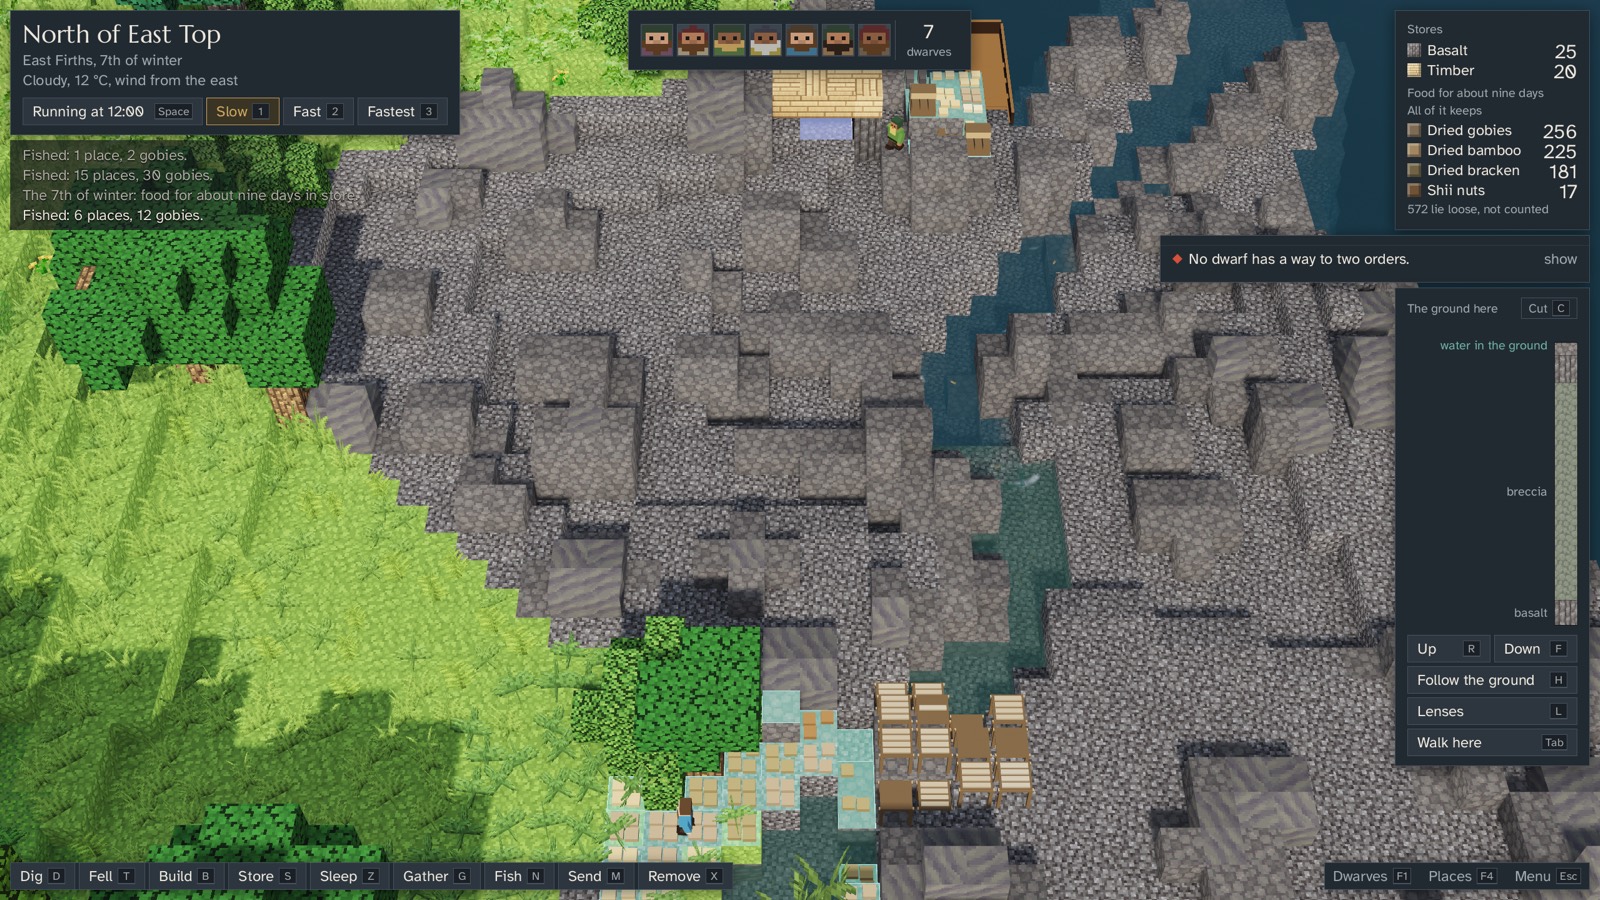 North of East Top
East Firths, 7th of winter
Cloudy, 12 °C, wind from the east
Running at 12:00 Space
Slow 1
Fast 2
Fastest 3
Fished: 1 place, 2 gobies.
Fished: 15 places, 30 gobies.
The 7th of winter: food for about nine days in store.
Fished: 6 places, 12 gobies.
7
dwarves
Stores
Basalt 25
Timber 20
Food for about nine days
All of it keeps
Dried gobies 256
Dried bamboo 225
Dried bracken 181
Shii nuts 17
572 lie loose, not counted
No dwarf has a way to two orders. show
The ground here Cut C
water in the ground
breccia
basalt
Up R
Down F
Follow the ground H
Lenses L
Walk here Tab
Dig D
Fell T
Build B
Store S
Sleep Z
Gather G
Fish N
Send M
Remove X
Dwarves F1
Places F4
Menu Esc